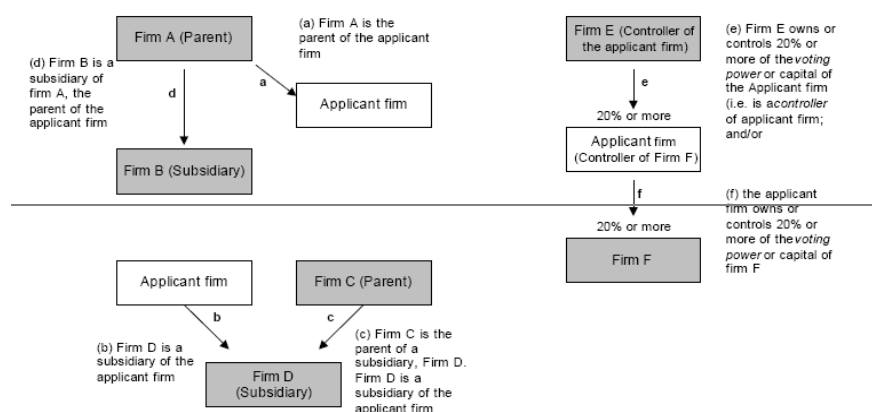 Firm A (Parent)
(a) Firm A is the
parent of the applicant
firm
(d) Firm B is a
subsidiary of
firm A, the
parent of the
applicant firm
d
a
Applicant firm
Firm B (Subsidiary)
Firm E (Controller of
the applicant firm)
(e) Firm E owns or
controls 20% or
more of thevoting
power or capital of
the Applicant firm
(i.e. is acontroller
of applicant firm;
and/or
e
20% or more
Applicant firm
(Controller of Firm F)
f
20% or more
Firm F
(f) the applicant
firm owns or
controls 20% or
more of thevoting
power or capital of
firm F
Applicant firm
Firm C (Parent)
b
c
(b) Firm D is a
subsidiary of the
applicant firm
Firm D
(Subsidiary)
(c) Firm C is the
parent of a
subsidiary, Firm D.
Firm D is a
subsidiary of the
applicant firm